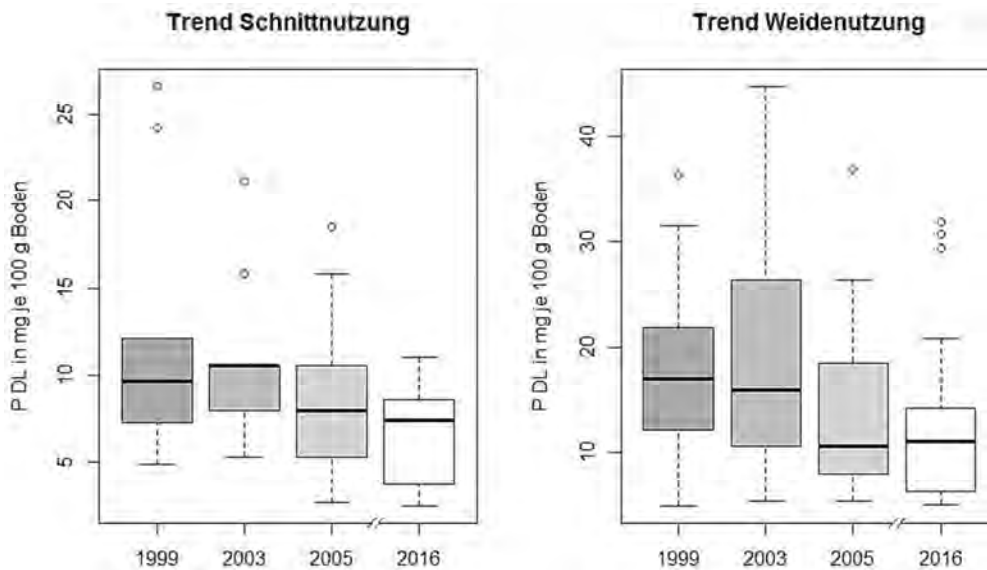 Trend Schnittnutzung
P DL in mg je 100 g Boden
25
20
15
10
5
1999 2003 2005 2016
Trend Weidenutzung
P DL in mg je 100 g Boden
40
30
20
10
1999 2003 2005 2016